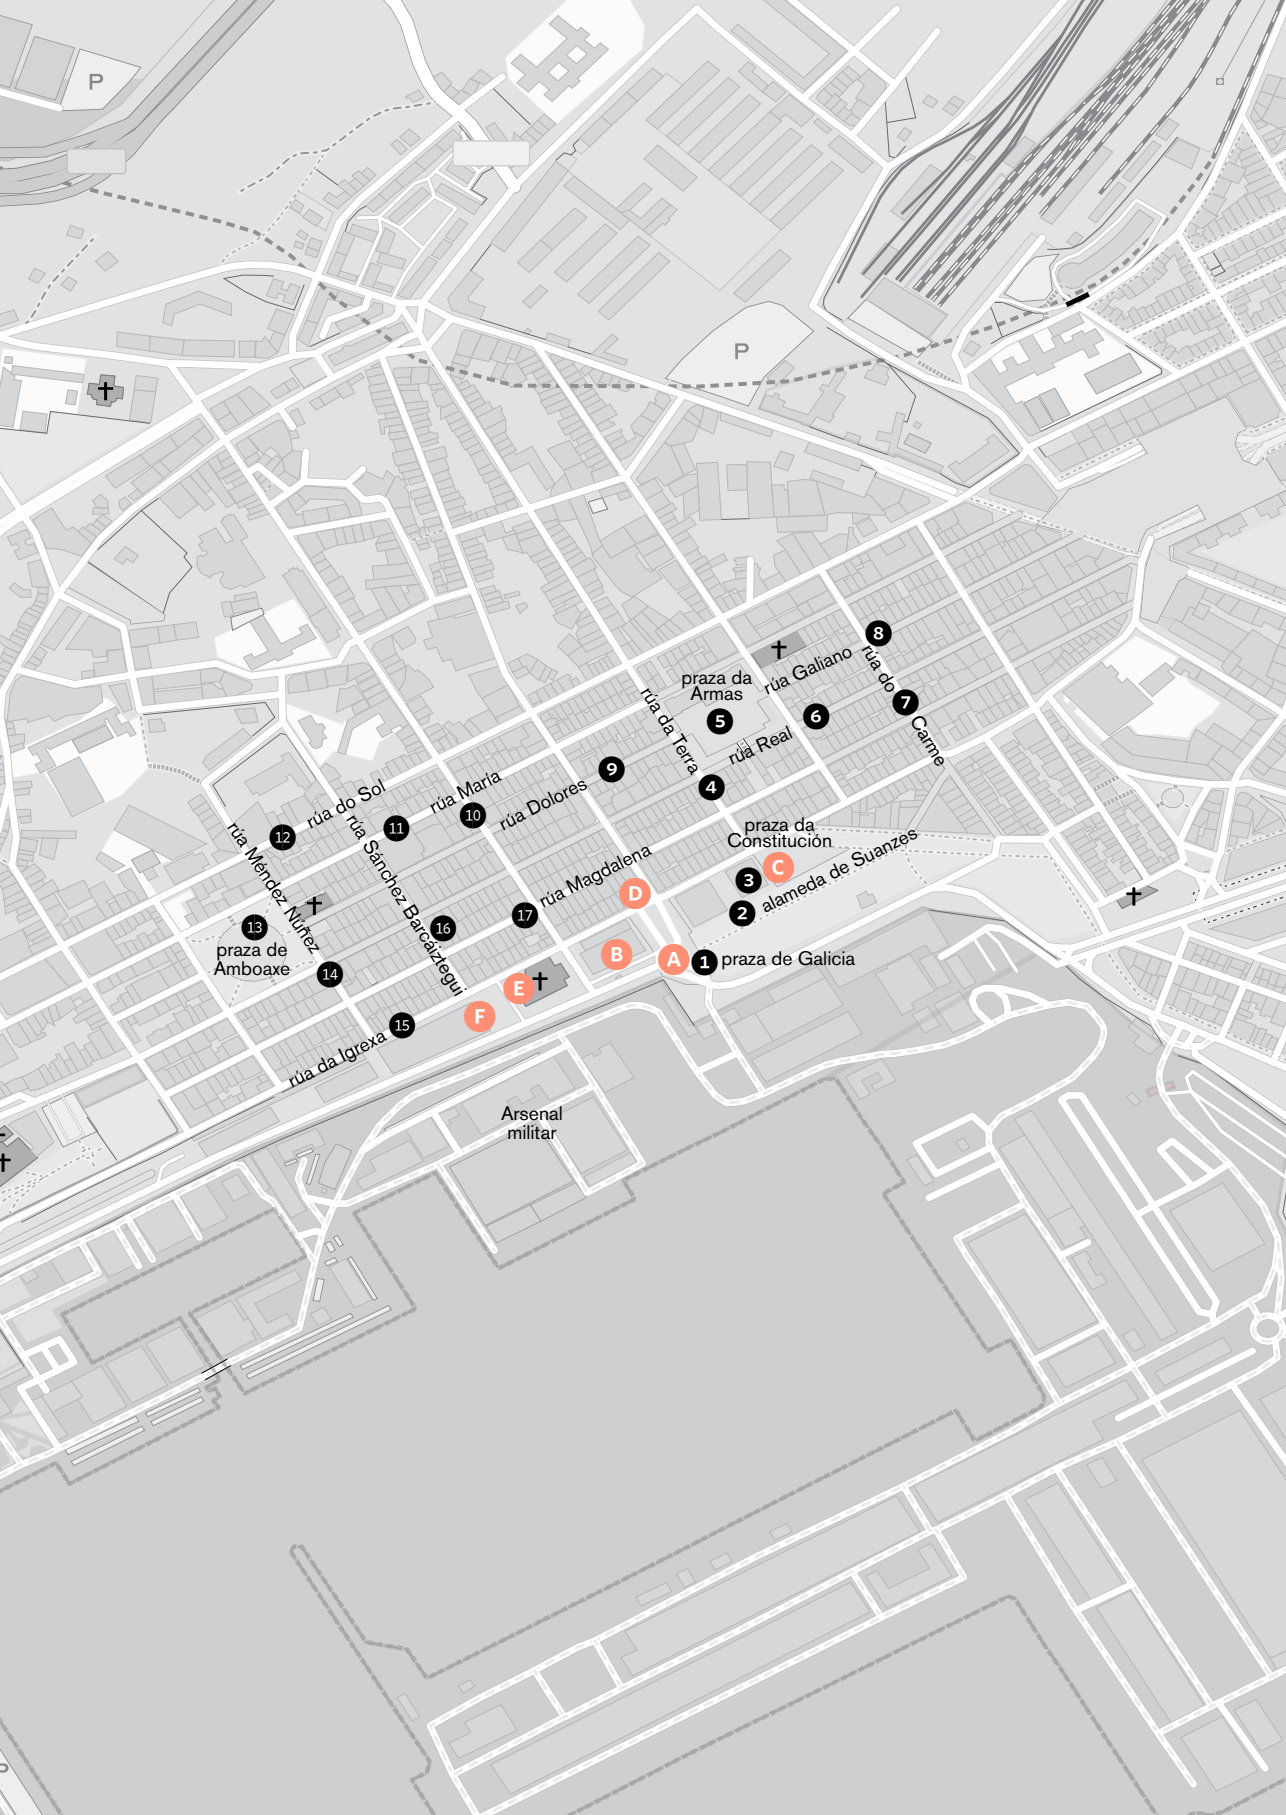 P
P
8
rúa Galiano
praza da
Armas
rúa do
Carme
7
5
6
rúa da Terra
rúa Real
9
4
rúa María
rúa do Sol
10
rúa Dolores
11
12
praza da
Constitución
rúa Méndez Núñez
rúa Sánchez Barcáiztegui
rúa Magdalena
C
3
alameda de Suanzes
D
2
17
16
13
praza de
Amboaxe
B
A
1
praza de Galicia
14
E
F
15
rúa da Igrexa
Arsenal
militar
P